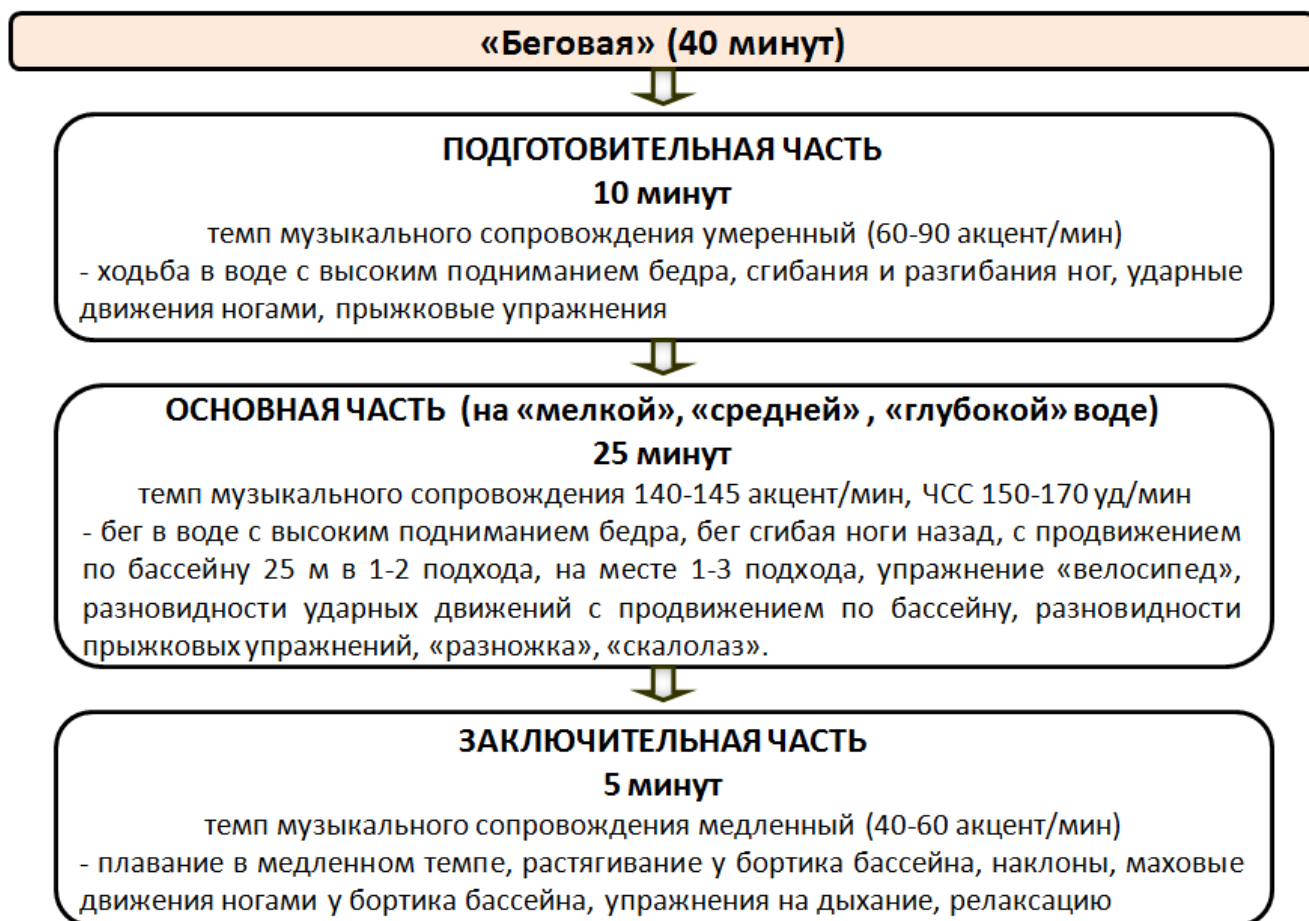 «Беговая» (40 минут)
ПОДГОТОВИТЕЛЬНАЯ ЧАСТЬ
10 минут
темп музыкального сопровождения умеренный (60-90 акцент/мин)
- ходьба в воде с высоким подниманием бедра, сгибания и разгибания ног, ударные
движения ногами, прыжковые упражнения
ОСНОВНАЯ ЧАСТЬ (на «мелкой», «средней» , «глубокой» воде)
25 минут
темп музыкального сопровождения 140-145 акцент/мин, ЧСС 150-170 уд/мин
- бег в воде с высоким подниманием бедра, бег сгибая ноги назад, с продвижением
по бассейну 25 м в 1-2 подхода, на месте 1-3 подхода, упражнение «велосипед»,
разновидности ударных движений с продвижением по бассейну, разновидности
прыжковых упражнений, «разножка», «скалолаз».
ЗАКЛЮЧИТЕЛЬНАЯ ЧАСТЬ
5 минут
темп музыкального сопровождения медленный (40-60 акцент/мин)
- плавание в медленном темпе, растягивание у бортика бассейна, наклоны, маховые
движения ногами у бортика бассейна, упражнения на дыхание, релаксацию